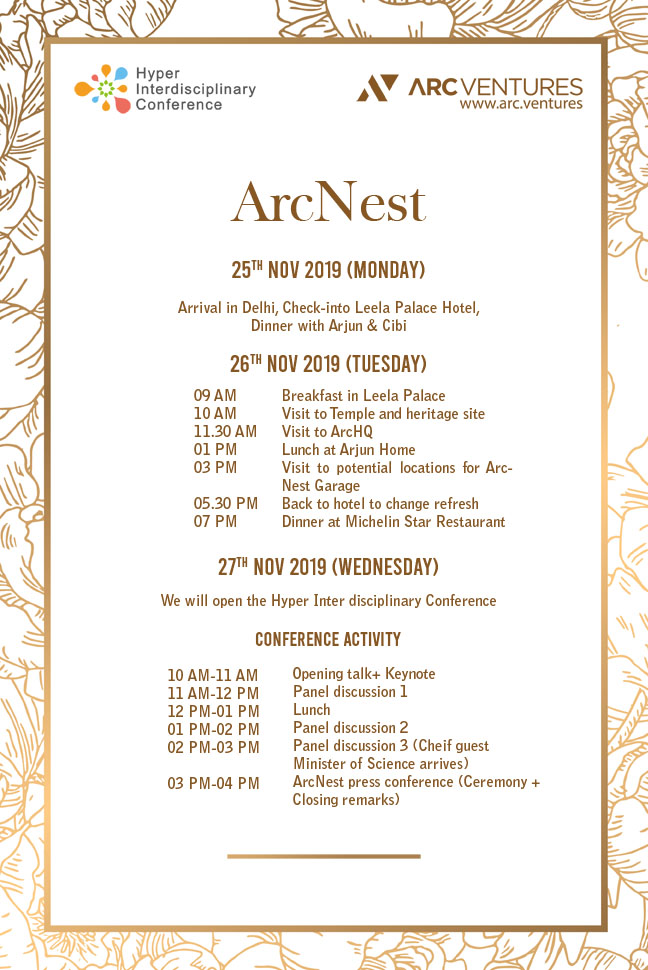 Hyper
Interdisciplinary
Conference
ARC VENTURES
www.arc.ventures
ArcNest
25TH NOV 2019 (MONDAY)
Arrival in Delhi, Check-into Leela Palace Hotel,
Dinner with Arjun & Cibi
26TH NOV 2019 (TUESDAY)
09 AM Breakfast in Leela Palace
10 AM Visit to Temple and heritage site
11.30 AM Visit to ArcHQ
01 PM Lunch at Arjun Home
03 PM Visit to potential locations for Arc-
Nest Garage
05.30 PM Back to hotel to change refresh
07 PM Dinner at Michelin Star Restaurant
27TH NOV 2019 (WEDNESDAY)
We will open the Hyper Inter disciplinary Conference
CONFERENCE ACTIVITY
10 AM-11 AM Opening talk+ Keynote
11 AM-12 PM Panel discussion 1
12 PM-01 PM Lunch
01 PM-02 PM Panel discussion 2
02 PM-03 PM Panel discussion 3 (Cheif guest
Minister of Science arrives)
03 PM-04 PM ArcNest press conference (Ceremony +
Closing remarks)